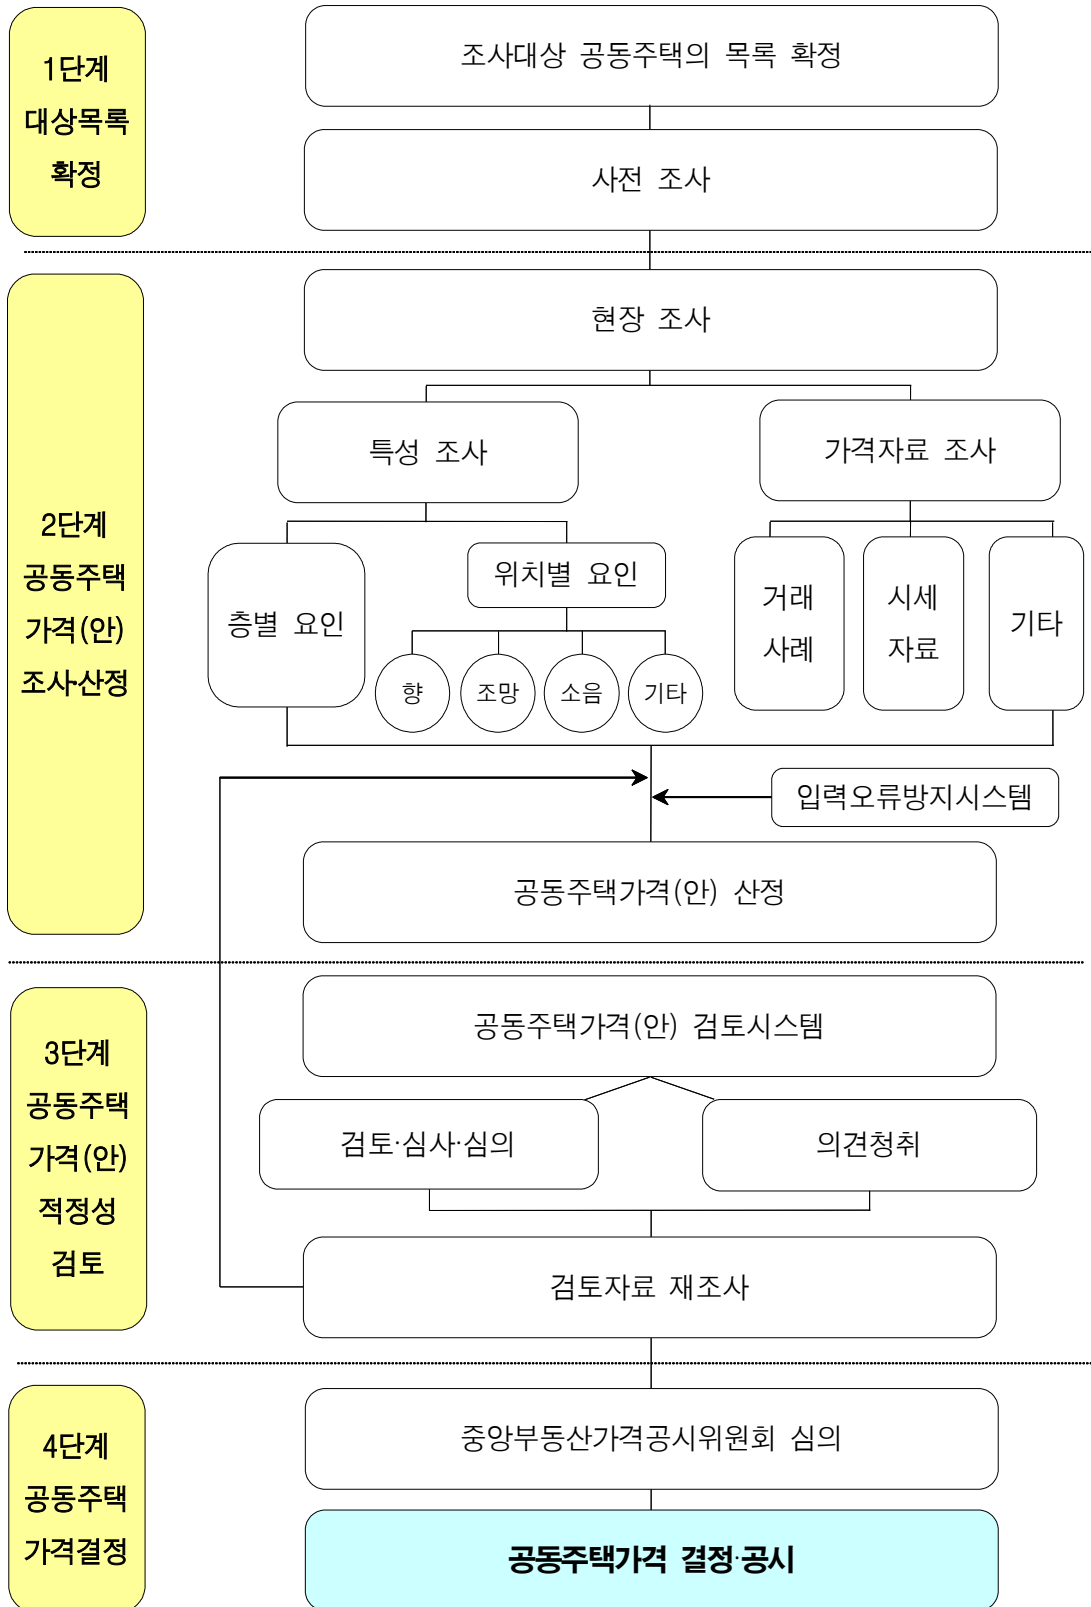 1단계
대상목록
확정
조사대상 공동주택의 목록 확정
사전 조사
2단계
공동주택
가격(안)
조사·산정
현장 조사
특성 조사
가격자료 조사
층별 요인
위치별 요인
향
조망
소음
기타
거래
사례
시세
자료
기타
입력오류방지시스템
공동주택가격(안) 산정
3단계
공동주택
가격(안)
적정성
검토
공동주택가격(안) 검토시스템
검토·심사·심의
의견청취
검토자료 재조사
4단계
공동주택
가격결정
중앙부동산가격공시위원회 심의
공동주택가격 결정·공시